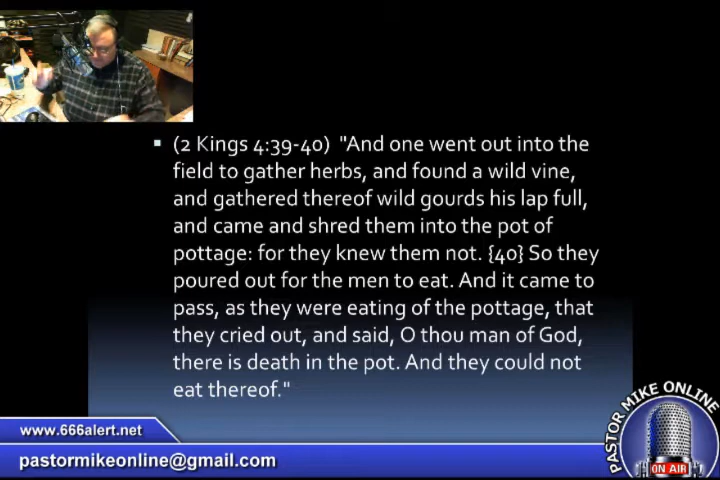 (2 Kings 4:39-40) "And one went out into the
field to gather herbs, and found a wild vine,
and gathered thereof wild gourds his lap full,
and came and shred them into the pot of
pottage: for they knew them not. {40} So they
poured out for the men to eat. And it came to
pass, as they were eating of the pottage, that
they cried out, and said, O thou man of God,
there is death in the pot. And they could not
eat thereof."
www.666alert.net
pastormikeonline@gmail.com
PASTOR MIKE ONLINE
ON AIR